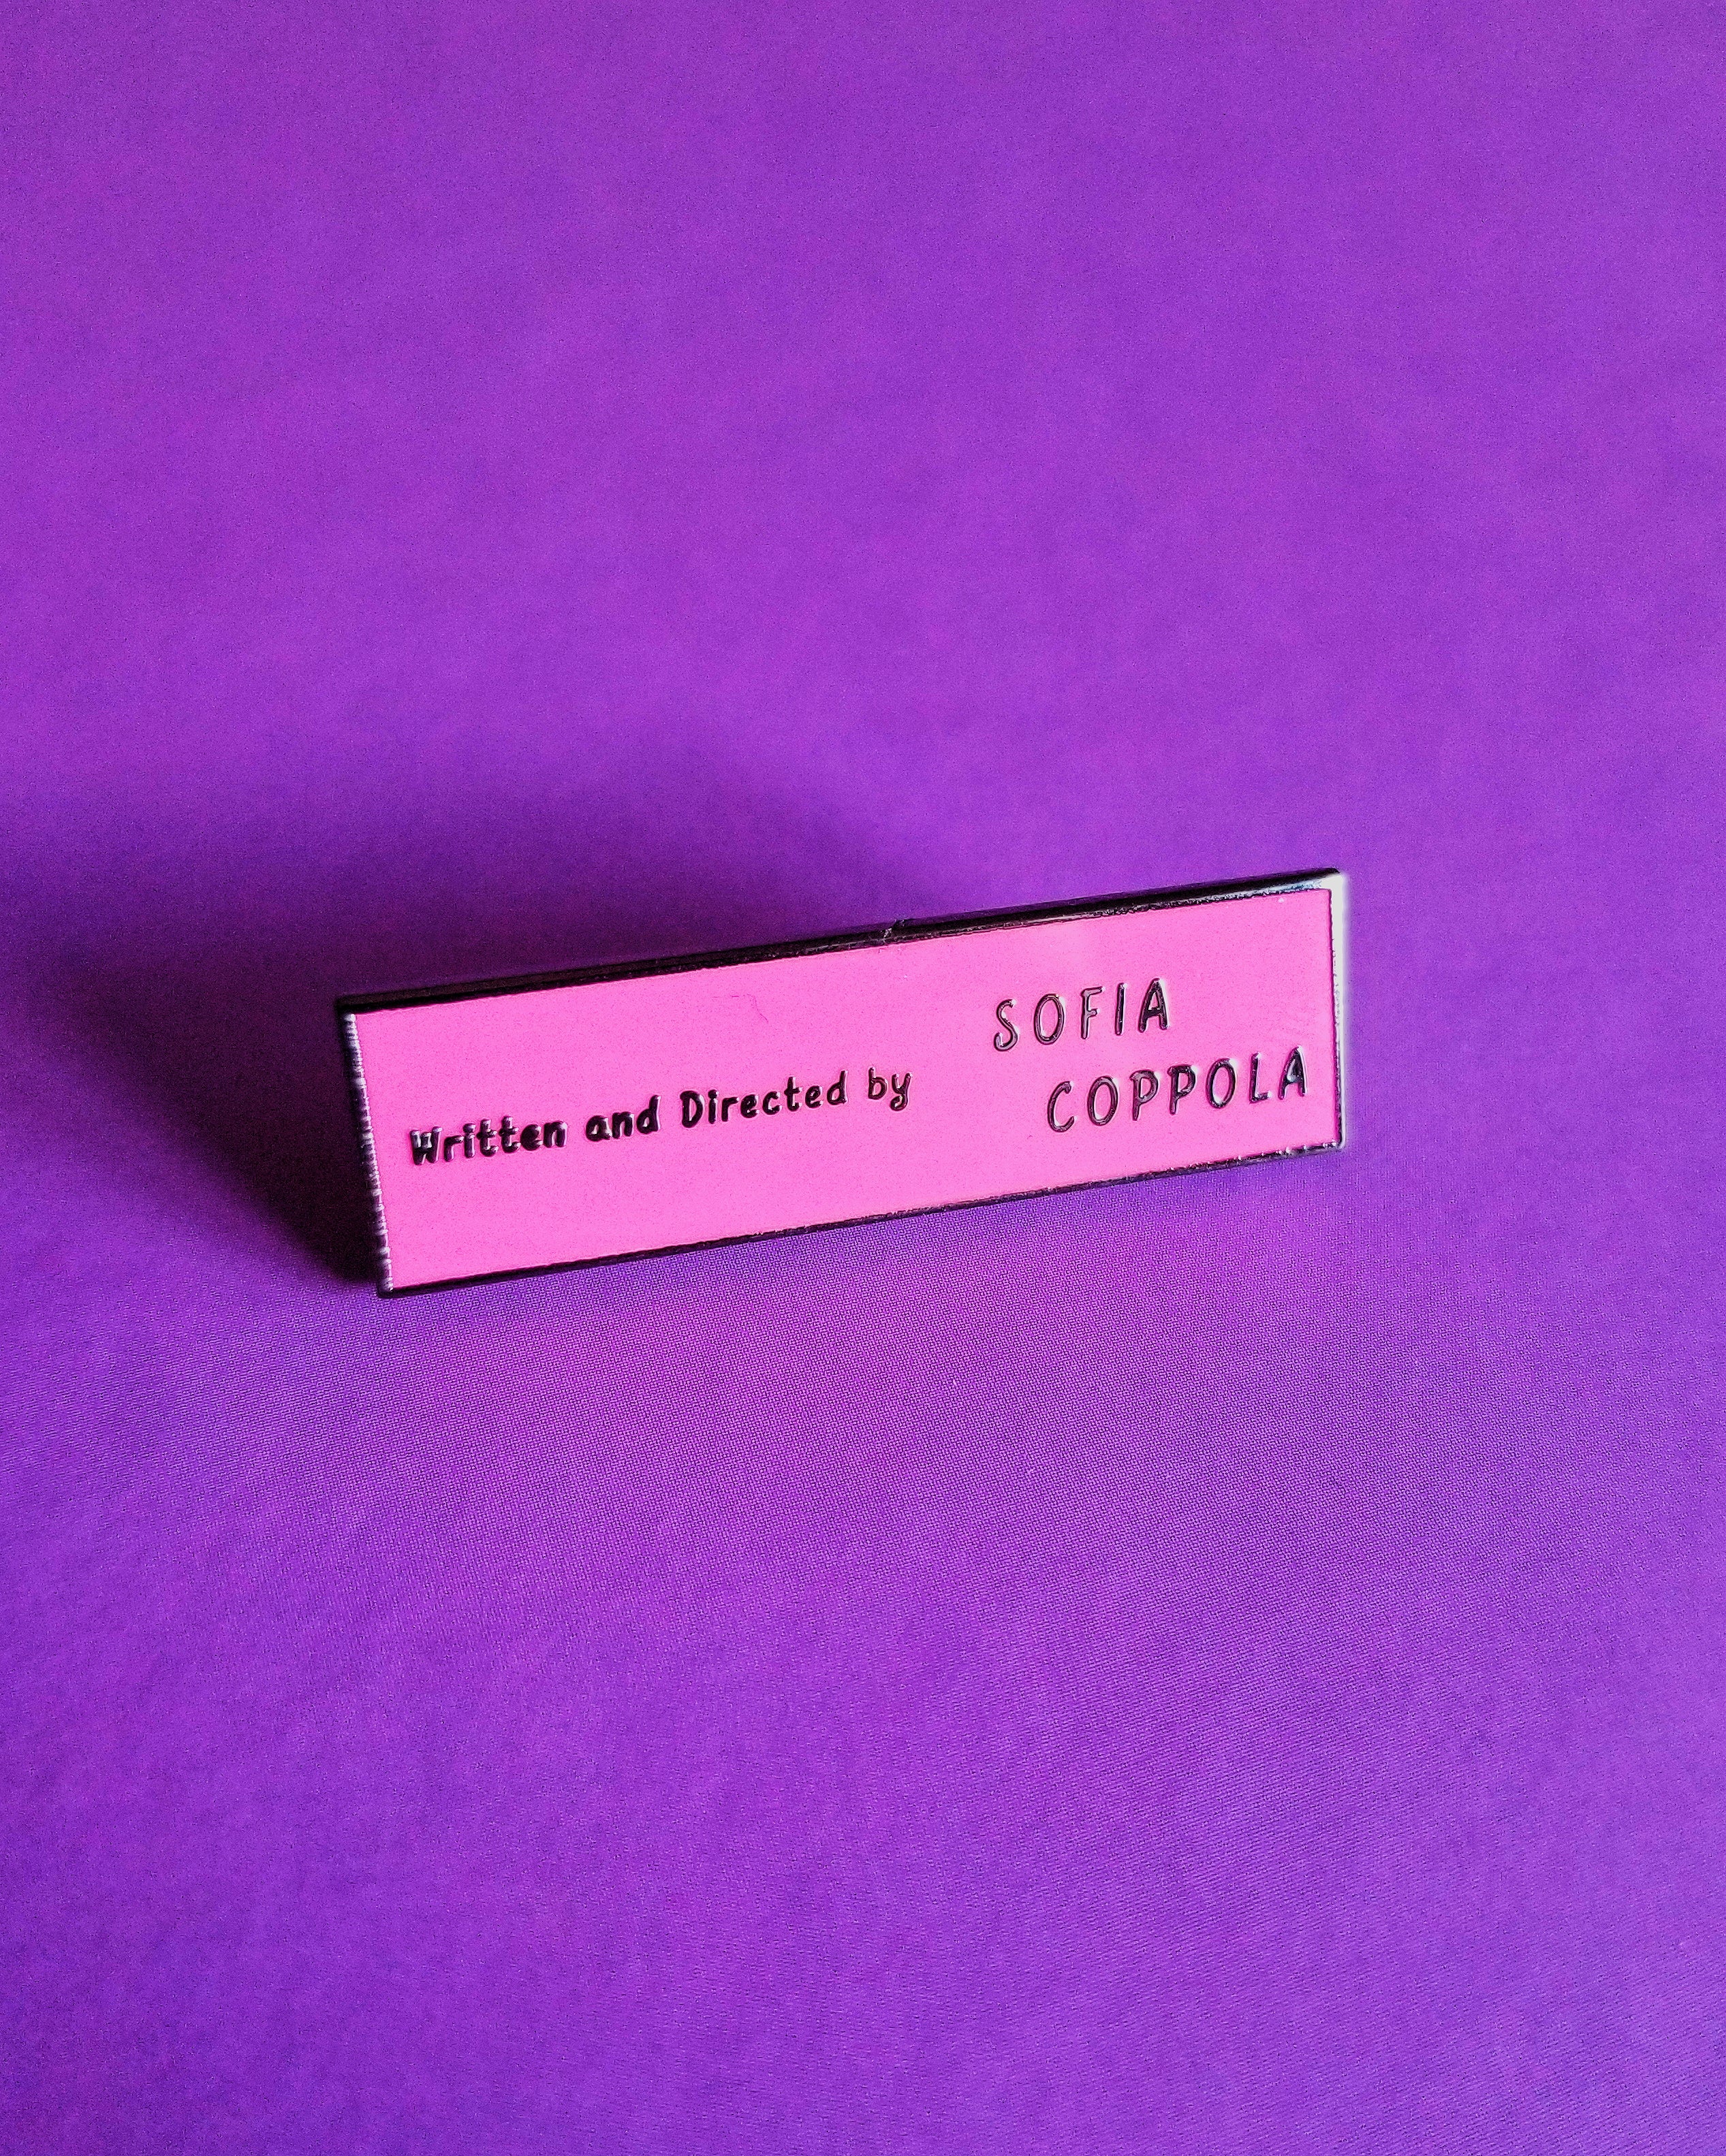 Written and Directed by
SOFIA
COPPOLA